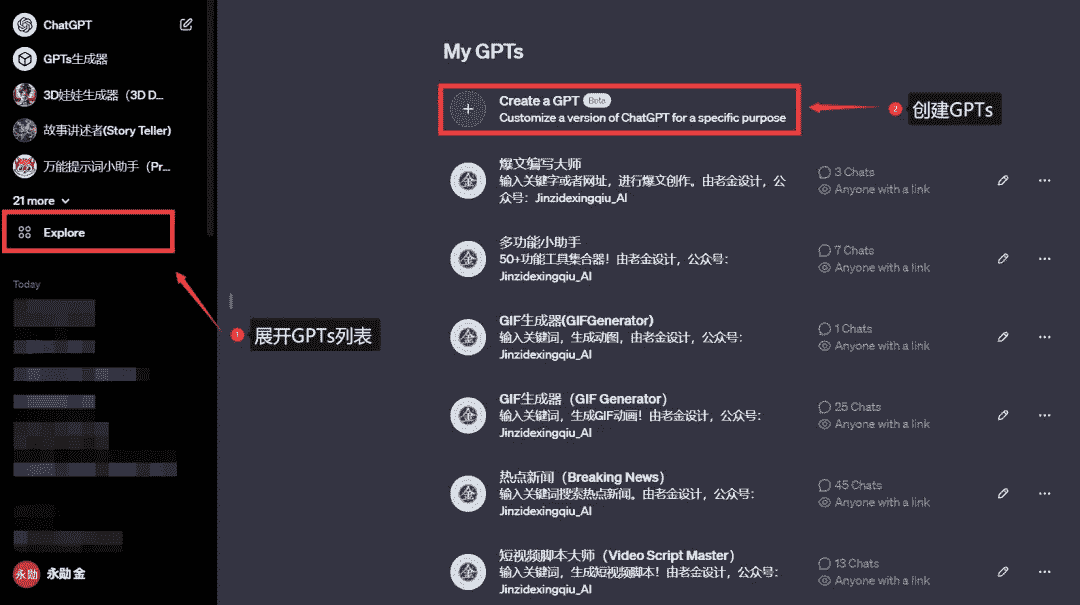 ChatGPT
GPTs生成器
3D娃娃生成器（3D D...
故事讲述者(Story Teller)
万能提示词小助手（Pr...
21 more
Explore
Today
永勋
永勋 金
1
展开GPTs列表
My GPTs
+
Create a GPT Beta
Customize a version of ChatGPT for a specific purpose
2
创建GPTs
金
爆文编写大师
输入关键字或者网址，进行爆文创作。由老金设计，公
众号：Jinzidexingqiu_AI
3 Chats
Anyone with a link
金
多功能小助手
50+功能工具集合器！由老金设计，公众号：
Jinzidexingqiu_AI
7 Chats
Anyone with a link
金
GIF生成器(GIFGenerator)
输入关键词，生成动图，由老金设计，公众号：
Jinzidexingqiu_AI
1 Chats
Anyone with a link
金
GIF生成器（GIF Generator）
输入关键词，生成GIF动画！由老金设计，公众号：
Jinzidexingqiu_AI
25 Chats
Anyone with a link
金
热点新闻（Breaking News）
输入关键词搜索热点新闻。由老金设计，公众号：
Jinzidexingqiu_AI
45 Chats
Anyone with a link
金
短视频脚本大师（Video Script Master）
输入关键词，生成短视频脚本！由老金设计，公众号：
Jinzidexingqiu_AI
13 Chats
Anyone with a link